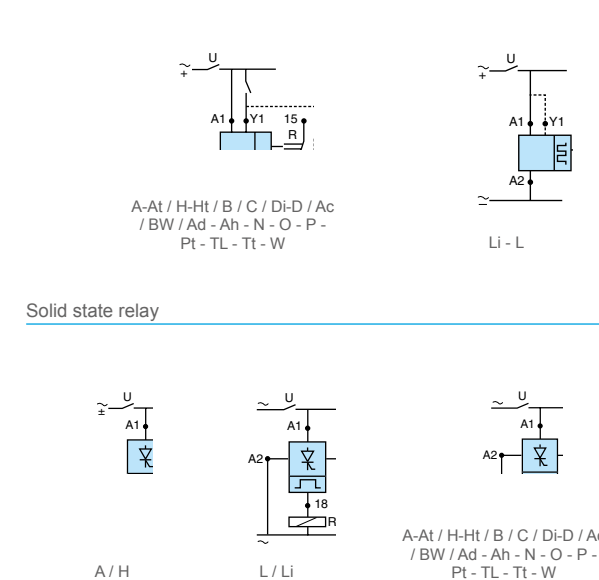 U
U
A1
Y1
15
R
A1
Y1
A2
A-At / H-Ht / B / C / Di-D / Ac
/ BW / Ad - Ah - N - O - P -
Pt - TL - Tt - W
Li - L
Solid state relay
U
U
U
A1
A1
A1
A2
A2
18
R
A / H
L / Li
A-At / H-Ht / B / C / Di-D / Ac
/ BW / Ad - Ah - N - O - P -
Pt - TL - Tt - W